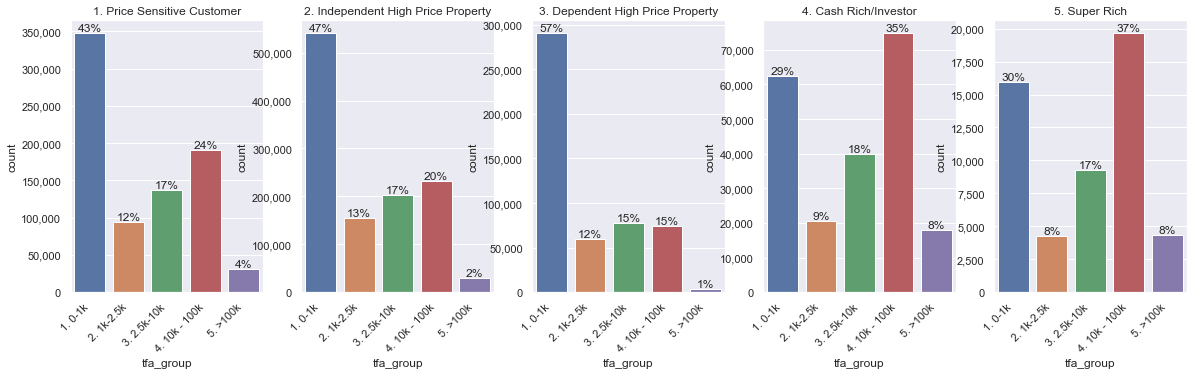 1. Price Sensitive Customer
350,000
300,000
250,000
200,000
150,000
100,000
50,000
0
count
43%
12%
17%
24%
4%
1. 0-1k
2. 1k-2.5k
3. 2.5k-10k
4. 10k - 100k
5. >100k
tfa_group
2. Independent High Price Property
500,000
400,000
300,000
200,000
100,000
0
count
47%
13%
17%
20%
2%
1. 0-1k
2. 1k-2.5k
3. 2.5k-10k
4. 10k - 100k
5. >100k
tfa_group
3. Dependent High Price Property
300,000
250,000
200,000
150,000
100,000
50,000
0
count
57%
12%
15%
15%
1%
1. 0-1k
2. 1k-2.5k
3. 2.5k-10k
4. 10k - 100k
5. >100k
tfa_group
4. Cash Rich/Investor
70,000
60,000
50,000
40,000
30,000
20,000
10,000
0
count
29%
9%
18%
35%
8%
1. 0-1k
2. 1k-2.5k
3. 2.5k-10k
4. 10k - 100k
5. >100k
tfa_group
5. Super Rich
20,000
17,500
15,000
12,500
10,000
7,500
5,000
2,500
0
count
30%
8%
17%
37%
8%
1. 0-1k
2. 1k-2.5k
3. 2.5k-10k
4. 10k - 100k
5. >100k
tfa_group